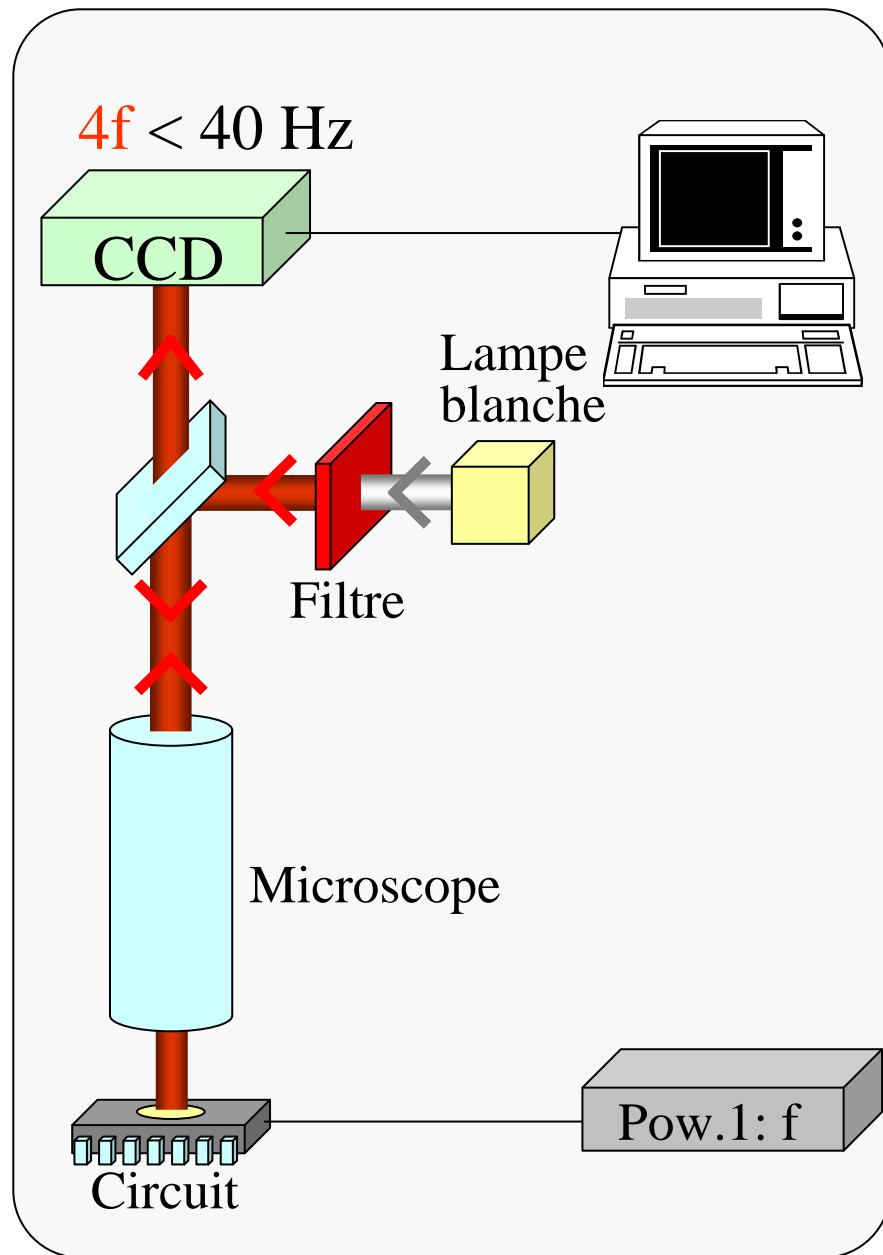 4f < 40 Hz
CCD
Lampe
blanche
Filtre
Microscope
Pow.1: f
Circuit